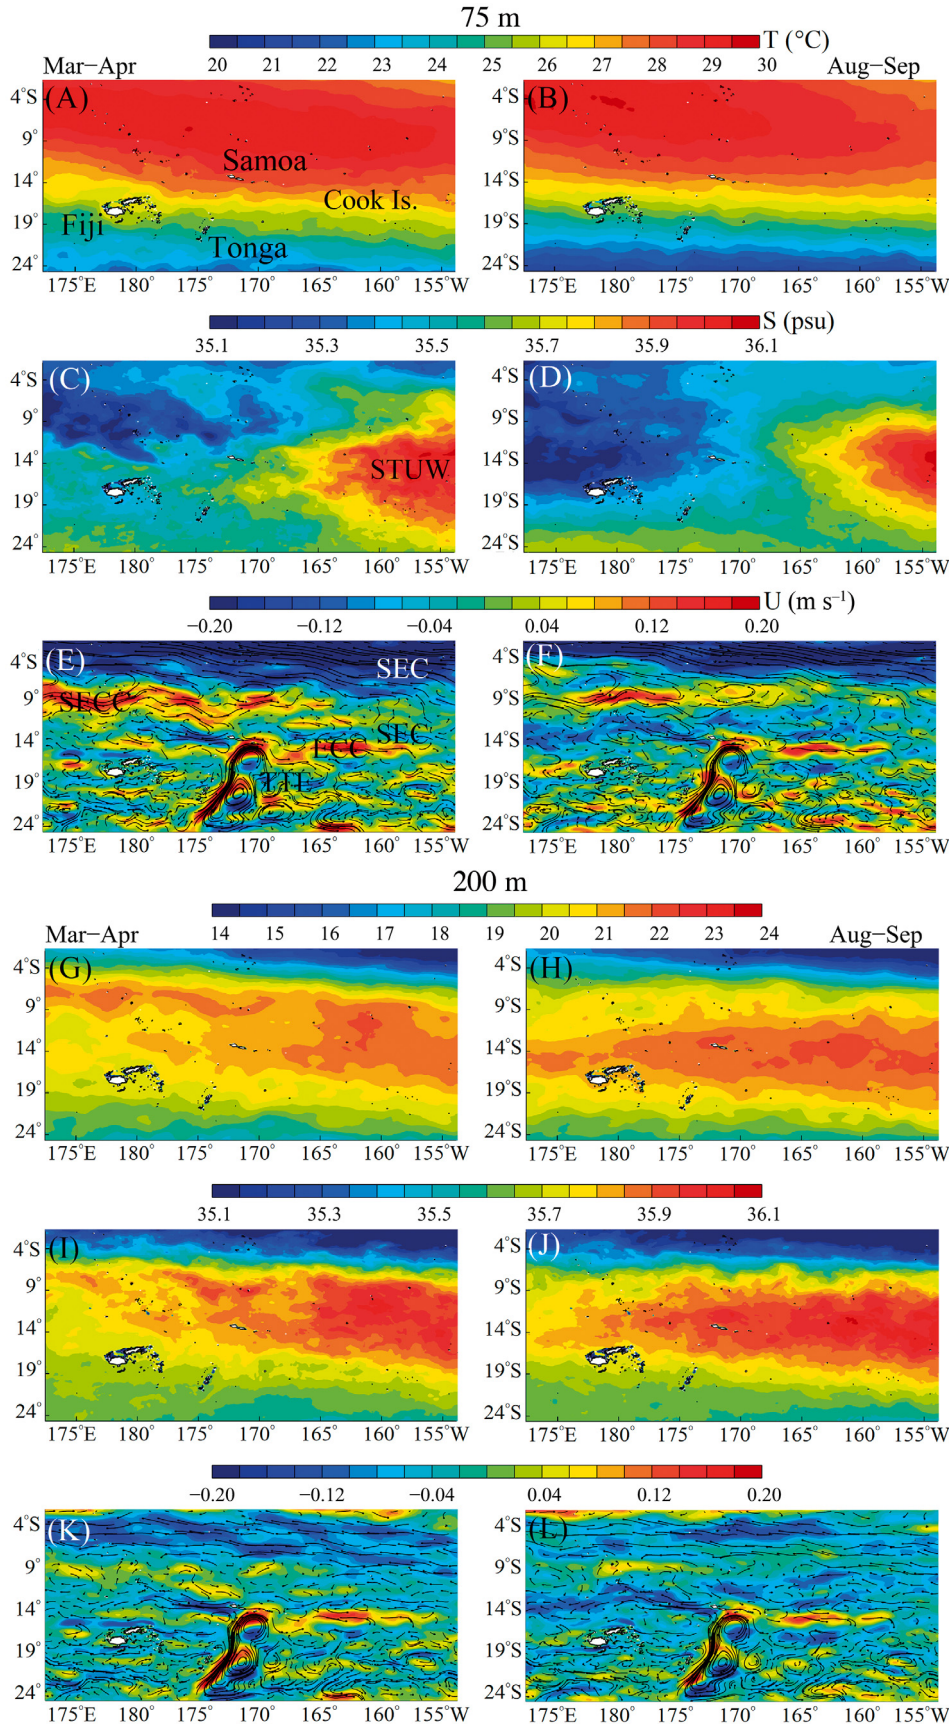 75 m
T (°C)
20 21 22 23 24 25 26 27 28 29 30
Mar–Apr Aug–Sep
4°S (A) 4°S (B)
9° Samoa 9°S
14° Cook Is. 14°S
19° Fiji 19°S
24° Tonga 24°S
175°E 180° 175° 170° 165° 160° 155°W 175°E 180° 175° 170° 165° 160° 155°W
S (psu)
35.1 35.3 35.5 35.7 35.9 36.1
4°S (C) 4°S (D)
9° 9°S
14° STUW 14°S
19° 19°S
24° 24°S
175°E 180° 175° 170° 165° 160° 155°W 175°E 180° 175° 170° 165° 160° 155°W
U (m s⁻¹)
−0.20 −0.12 −0.04 0.04 0.12 0.20
4°S (E) SEC 4°S (F)
9° SECC 9°S
14° SEC 14°S
19° 19°S
24° 24°S
175°E 180° 175° 170° 165° 160° 155°W 175°E 180° 175° 170° 165° 160° 155°W
200 m
14 15 16 17 18 19 20 21 22 23 24
Mar–Apr Aug–Sep
4°S (G) 4°S (H)
9° 9°S
14° 14°S
19° 19°S
24° 24°S
175°E 180° 175° 170° 165° 160° 155°W 175°E 180° 175° 170° 165° 160° 155°W
35.1 35.3 35.5 35.7 35.9 36.1
4°S (I) 4°S (J)
9° 9°S
14° 14°S
19° 19°S
24° 24°S
175°E 180° 175° 170° 165° 160° 155°W 175°E 180° 175° 170° 165° 160° 155°W
−0.20 −0.12 −0.04 0.04 0.12 0.20
4°S (K) 4°S (L)
9° 9°S
14° 14°S
19° 19°S
24° 24°S
175°E 180° 175° 170° 165° 160° 155°W 175°E 180° 175° 170° 165° 160° 155°W